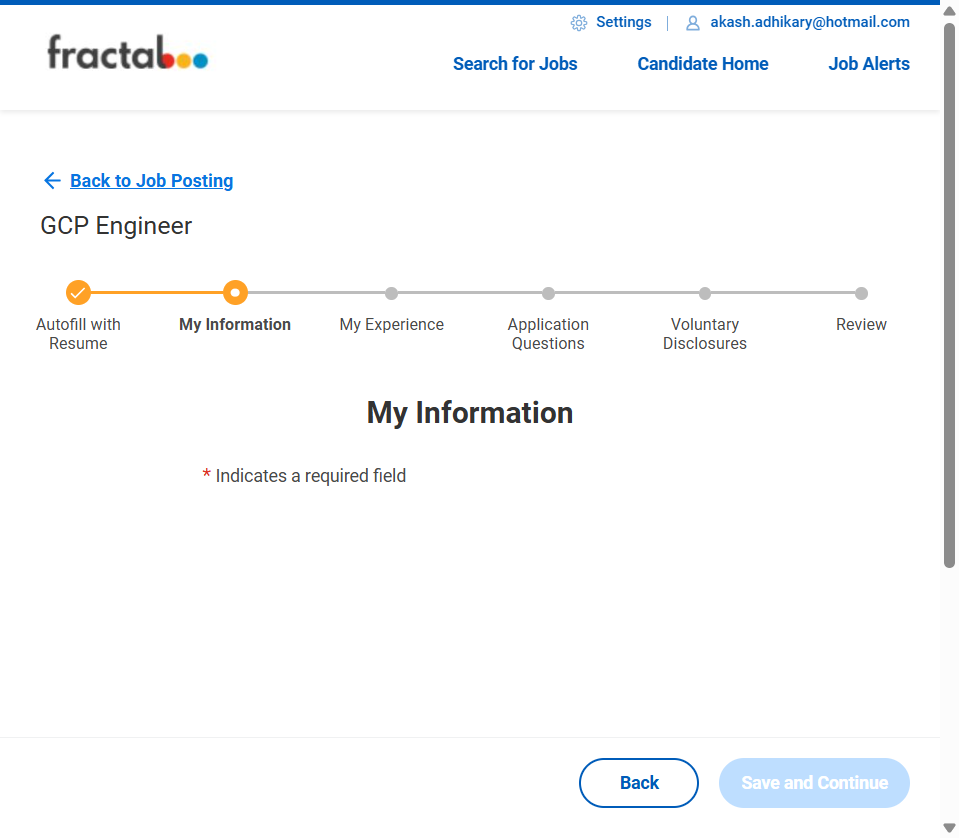 Settings | akash.adhikary@hotmail.com
fractal
Search for Jobs Candidate Home Job Alerts
Back to Job Posting
GCP Engineer
Autofill with Resume
My Information
My Experience
Application Questions
Voluntary Disclosures
Review
My Information
* Indicates a required field
Back Save and Continue